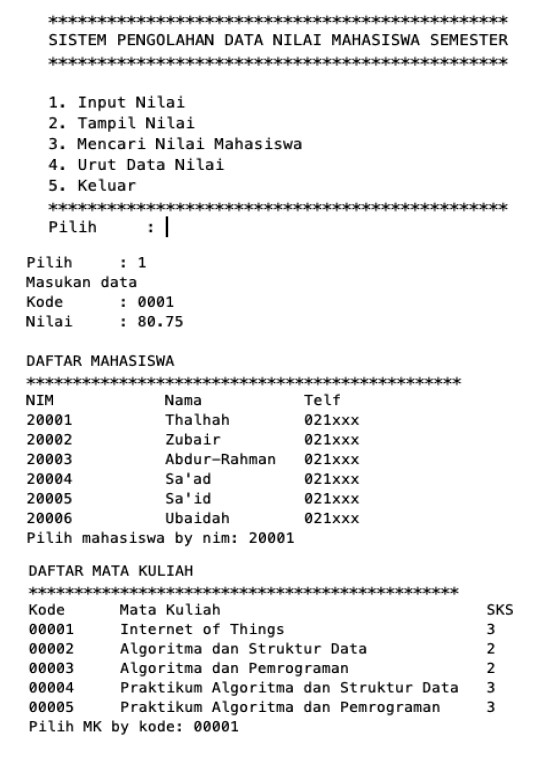 ***********************************************
SISTEM PENGOLAHAN DATA NILAI MAHASISWA SEMESTER
***********************************************
1. Input Nilai
2. Tampil Nilai
3. Mencari Nilai Mahasiswa
4. Urut Data Nilai
5. Keluar
***********************************************
Pilih     :
Pilih     : 1
Masukan data
Kode      : 0001
Nilai     : 80.75
DAFTAR MAHASISWA
***********************************************
NIM            Nama           Telf
20001          Thalhah        021xxx
20002          Zubair         021xxx
20003          Abdur-Rahman   021xxx
20004          Sa'ad          021xxx
20005          Sa'id          021xxx
20006          Ubaidah        021xxx
Pilih mahasiswa by nim: 20001
DAFTAR MATA KULIAH
***********************************************
Kode      Mata Kuliah                             SKS
00001     Internet of Things                      3
00002     Algoritma dan Struktur Data             2
00003     Algoritma dan Pemrograman               2
00004     Praktikum Algoritma dan Struktur Data   3
00005     Praktikum Algoritma dan Pemrograman     3
Pilih MK by kode: 00001